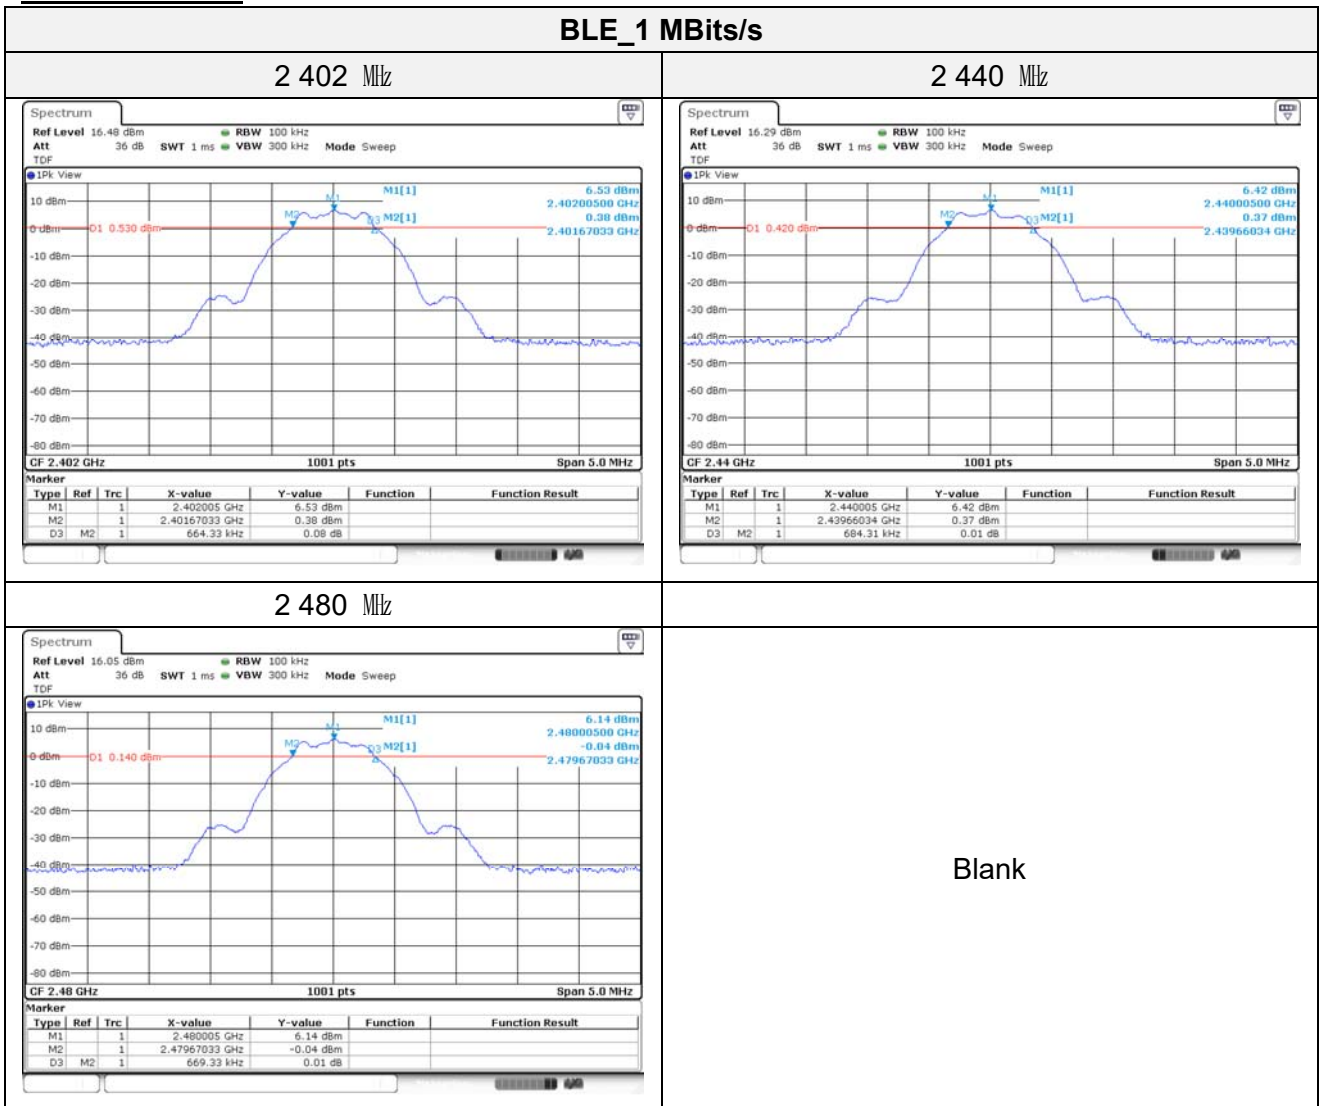 BLE_1 MBits/s
2 402 ㎒
2 440 ㎒
Spectrum
Ref Level 16.48 dBm RBW 100 kHz
Att 36 dB SWT 1 ms VBW 300 kHz Mode Sweep
TDF
1Pk View
M1[1] 6.53 dBm
2.40200500 GHz
M2[1] 0.38 dBm
2.40167033 GHz
M1
M2
D3
D1 0.530 dBm
10 dBm
0 dBm
-10 dBm
-20 dBm
-30 dBm
-40 dBm
-50 dBm
-60 dBm
-70 dBm
-80 dBm
CF 2.402 GHz 1001 pts Span 5.0 MHz
Marker
Type Ref Trc X-value Y-value Function Function Result
M1 1 2.402005 GHz 6.53 dBm
M2 1 2.40167033 GHz 0.38 dBm
D3 M2 1 664.33 kHz 0.08 dB
Spectrum
Ref Level 16.29 dBm RBW 100 kHz
Att 36 dB SWT 1 ms VBW 300 kHz Mode Sweep
TDF
1Pk View
M1[1] 6.42 dBm
2.44000500 GHz
M2[1] 0.37 dBm
2.43966034 GHz
M1
M2
D3
D1 0.420 dBm
10 dBm
0 dBm
-10 dBm
-20 dBm
-30 dBm
-40 dBm
-50 dBm
-60 dBm
-70 dBm
-80 dBm
CF 2.44 GHz 1001 pts Span 5.0 MHz
Marker
Type Ref Trc X-value Y-value Function Function Result
M1 1 2.440005 GHz 6.42 dBm
M2 1 2.43966034 GHz 0.37 dBm
D3 M2 1 684.31 kHz 0.01 dB
2 480 ㎒
Spectrum
Ref Level 16.05 dBm RBW 100 kHz
Att 36 dB SWT 1 ms VBW 300 kHz Mode Sweep
TDF
1Pk View
M1[1] 6.14 dBm
2.48000500 GHz
M2[1] -0.04 dBm
2.47967033 GHz
M1
M2
D3
D1 0.140 dBm
10 dBm
0 dBm
-10 dBm
-20 dBm
-30 dBm
-40 dBm
-50 dBm
-60 dBm
-70 dBm
-80 dBm
CF 2.48 GHz 1001 pts Span 5.0 MHz
Marker
Type Ref Trc X-value Y-value Function Function Result
M1 1 2.480005 GHz 6.14 dBm
M2 1 2.47967033 GHz -0.04 dBm
D3 M2 1 669.33 kHz 0.01 dB
Blank